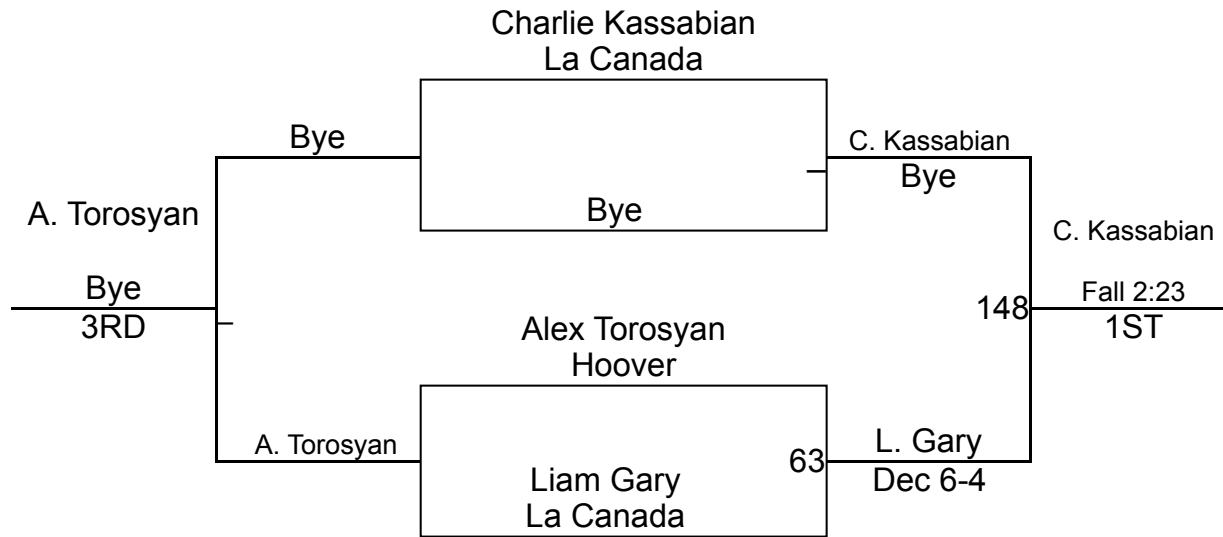 Charlie Kassabian
La Canada
Bye
C. Kassabian
Bye
Bye
A. Torosyan
C. Kassabian
Bye
3RD
148
Fall 2:23
1ST
Alex Torosyan
Hoover
A. Torosyan
63
L. Gary
Dec 6-4
Liam Gary
La Canada